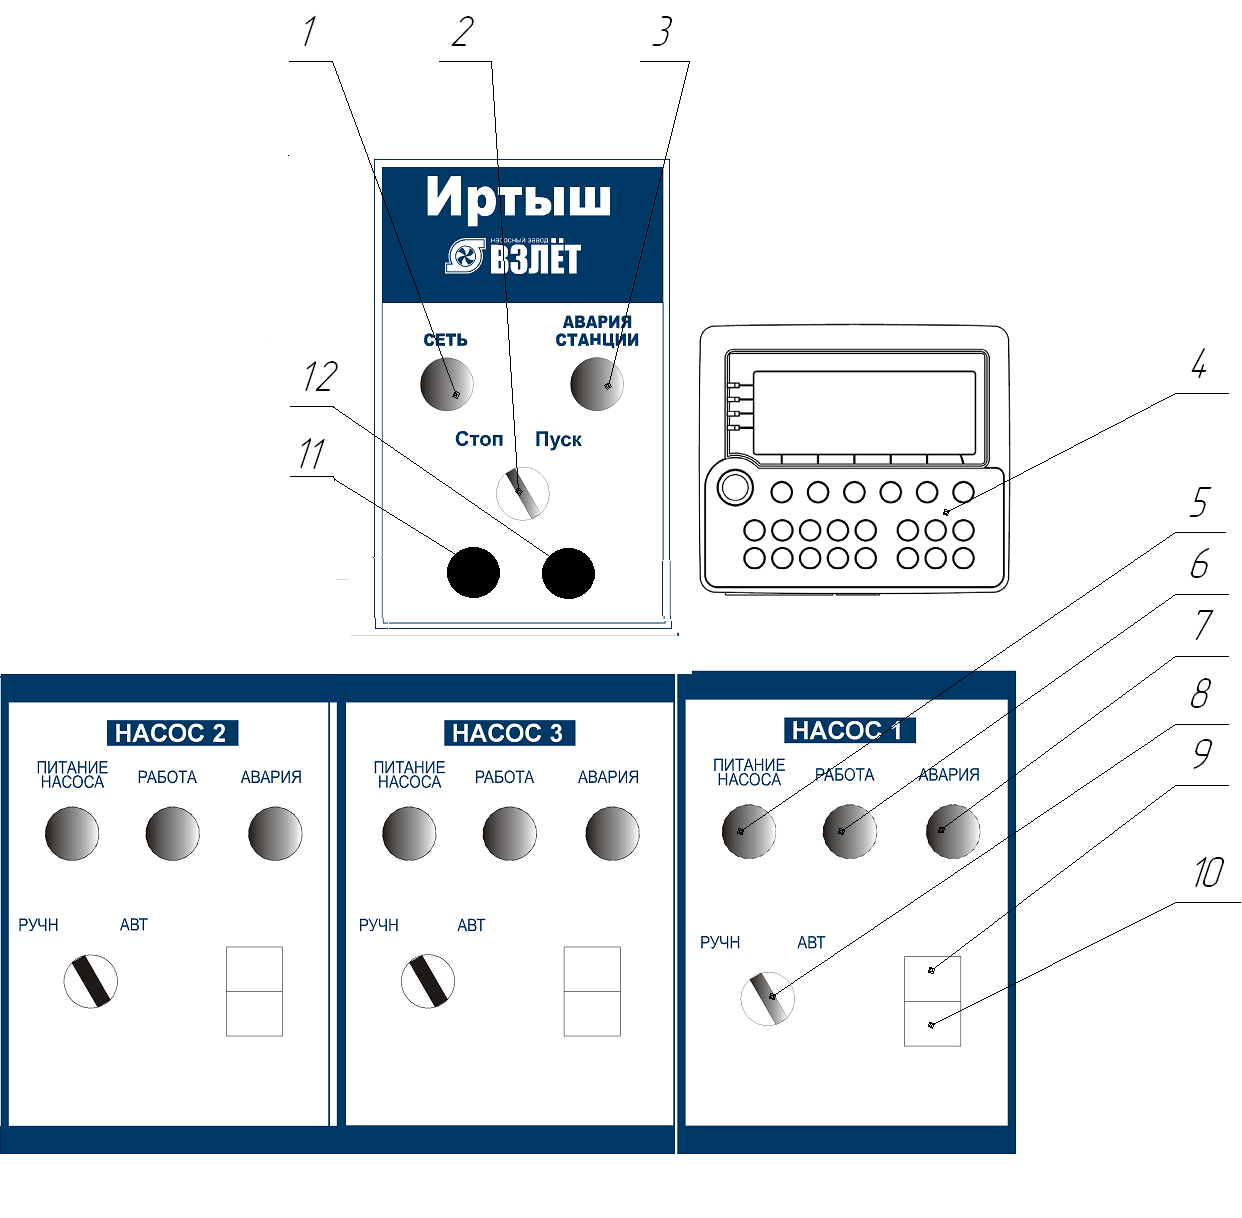 1 2 3
Иртыш
насосный завод
ВЗЛЁТ
СЕТЬ
АВАРИЯ
СТАНЦИИ
Стоп Пуск
12
11
4
5
6
7
8
9
10
НАСОС 2
ПИТАНИЕ
НАСОСА
РАБОТА
АВАРИЯ
РУЧН АВТ
НАСОС 3
ПИТАНИЕ
НАСОСА
РАБОТА
АВАРИЯ
РУЧН АВТ
НАСОС 1
ПИТАНИЕ
НАСОСА
РАБОТА
АВАРИЯ
РУЧН АВТ